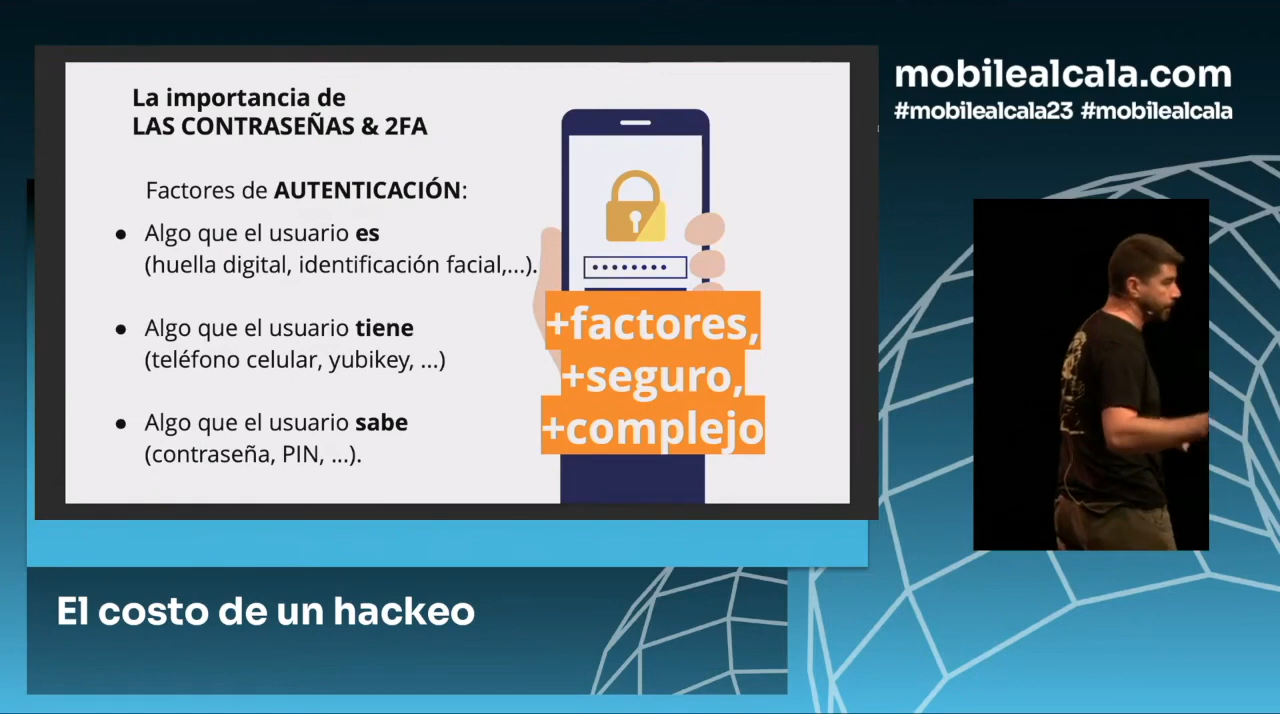 La importancia de
LAS CONTRASEÑAS & 2FA
Factores de AUTENTICACIÓN:
● Algo que el usuario es
(huella digital, identificación facial,...).
● Algo que el usuario tiene
(teléfono celular, yubikey, ...)
● Algo que el usuario sabe
(contraseña, PIN, ...).
+factores,
+seguro,
+complejo
mobilealcala.com
#mobilealcala23 #mobilealcala
El costo de un hackeo